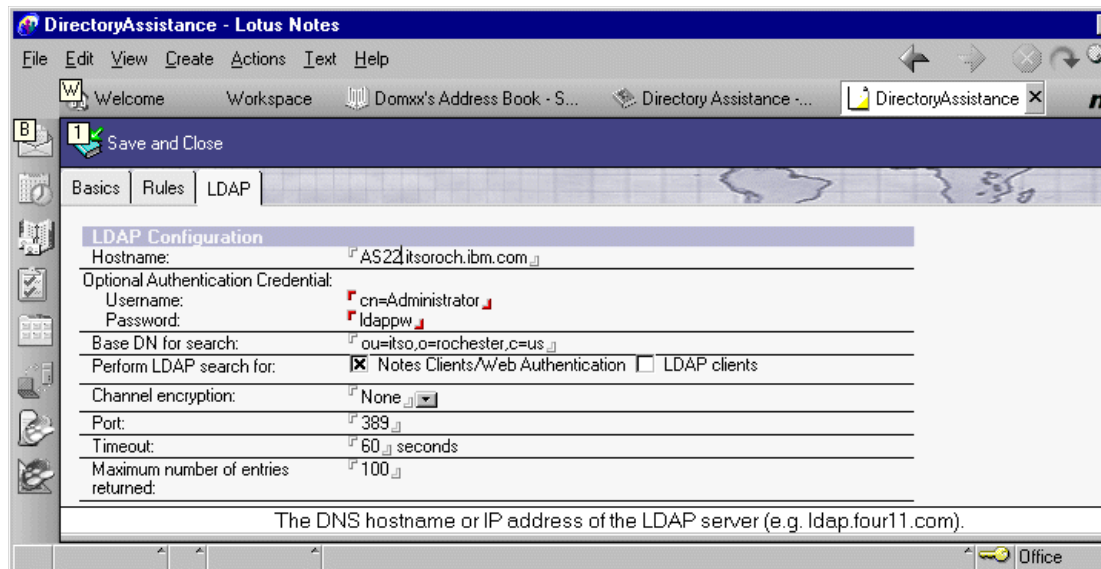 DirectoryAssistance - Lotus Notes
File Edit View Create Actions Text Help
W Welcome Workspace Domxx's Address Book - S... Directory Assistance -... DirectoryAssistance
B 1 Save and Close
Basics Rules LDAP
LDAP Configuration
Hostname: AS22.itsoroch.ibm.com
Optional Authentication Credential:
Username: cn=Administrator
Password: ldappw
Base DN for search: ou=itso,o=rochester,c=us
Perform LDAP search for: Notes Clients/Web Authentication LDAP clients
Channel encryption: None
Port: 389
Timeout: 60 seconds
Maximum number of entries returned: 100
The DNS hostname or IP address of the LDAP server (e.g. ldap.four11.com).
Office